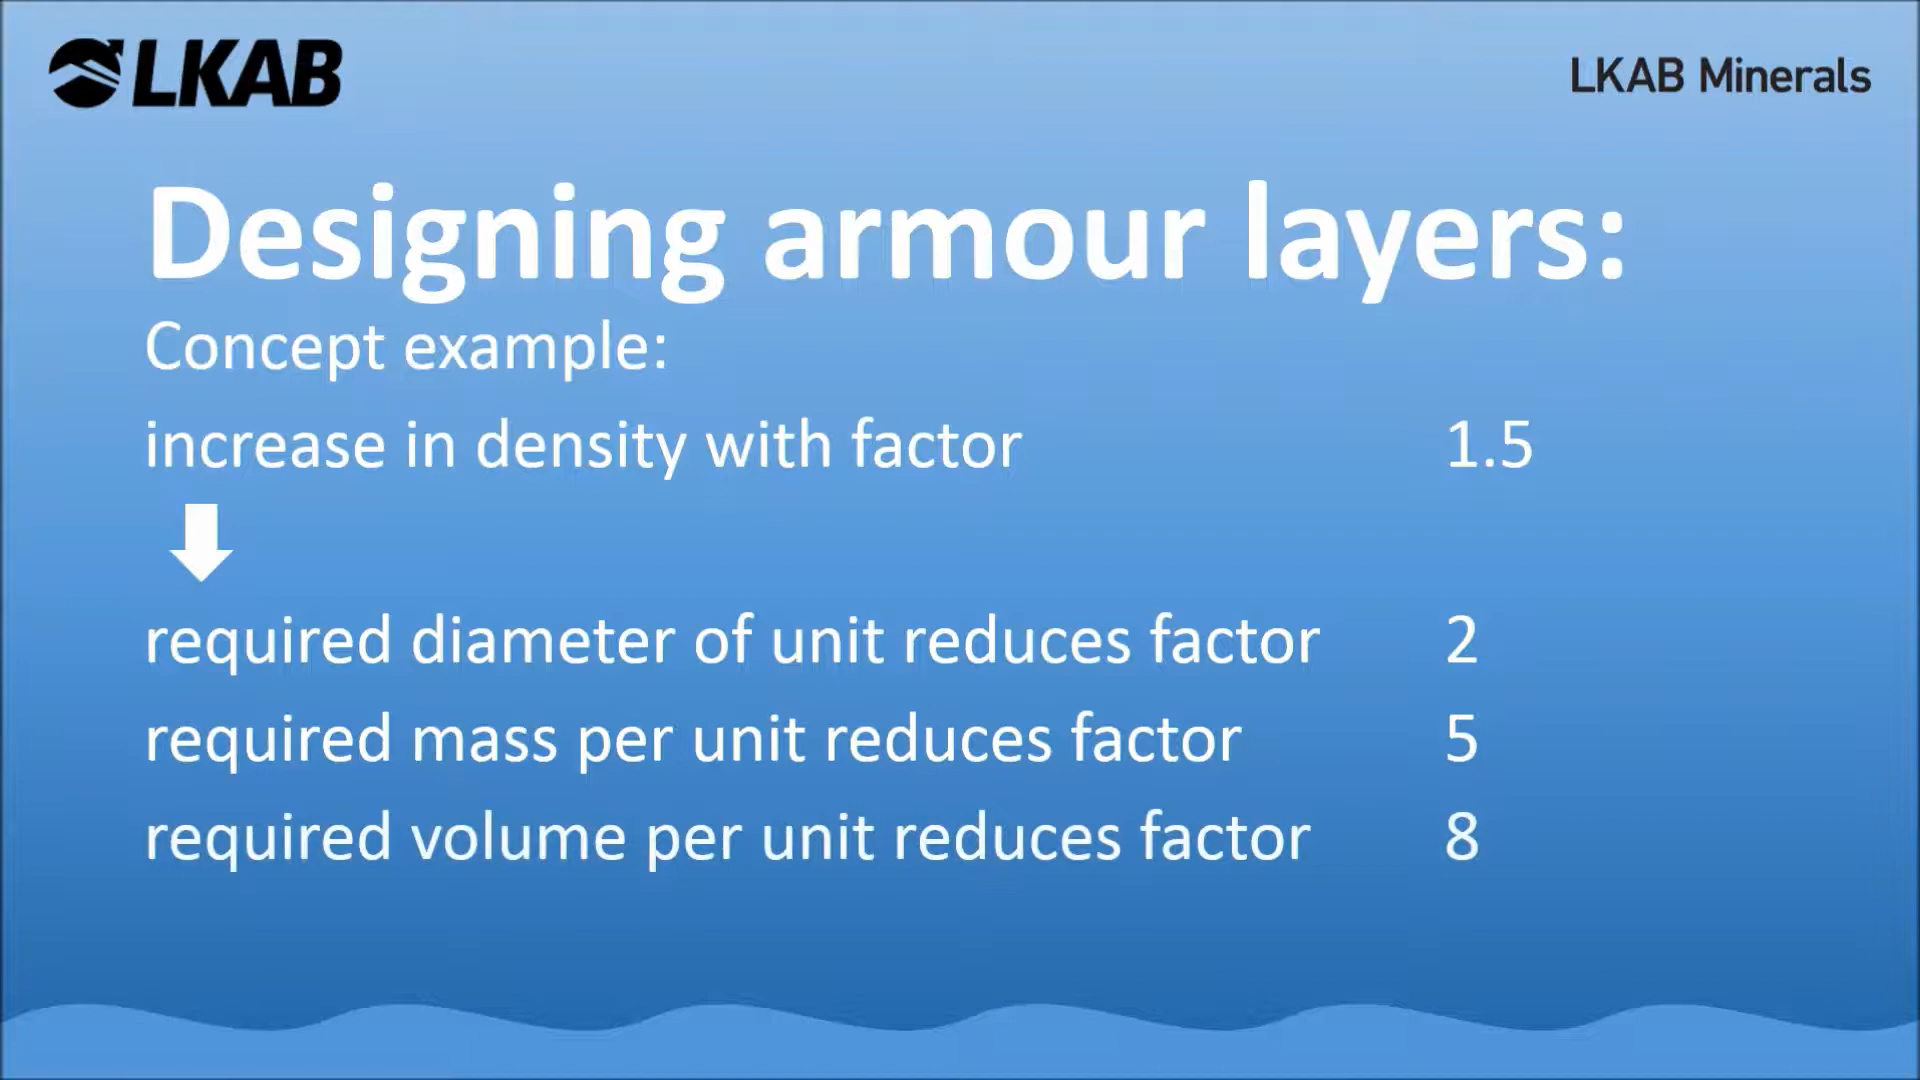 LKAB
LKAB Minerals
Designing armour layers:
Concept example:
increase in density with factor 1.5
required diameter of unit reduces factor 2
required mass per unit reduces factor 5
required volume per unit reduces factor 8